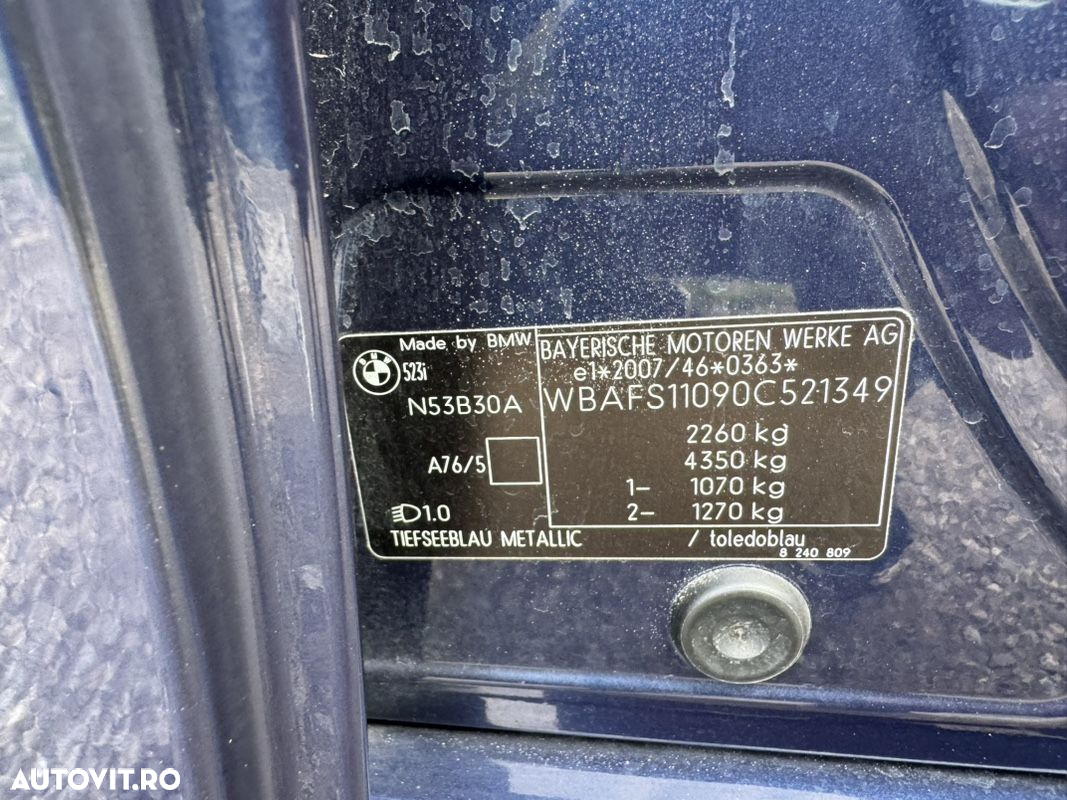 Made by BMW
BMW
523i
N53B30A
A76/5
1.0
BAYERISCHE MOTOREN WERKE AG
e1*2007/46*0363*
WBAFS11090C521349
2260 kg
4350 kg
1- 1070 kg
2- 1270 kg
TIEFSEEBLAU METALLIC / toledoblau
8 240 809
AUTOVIT.RO